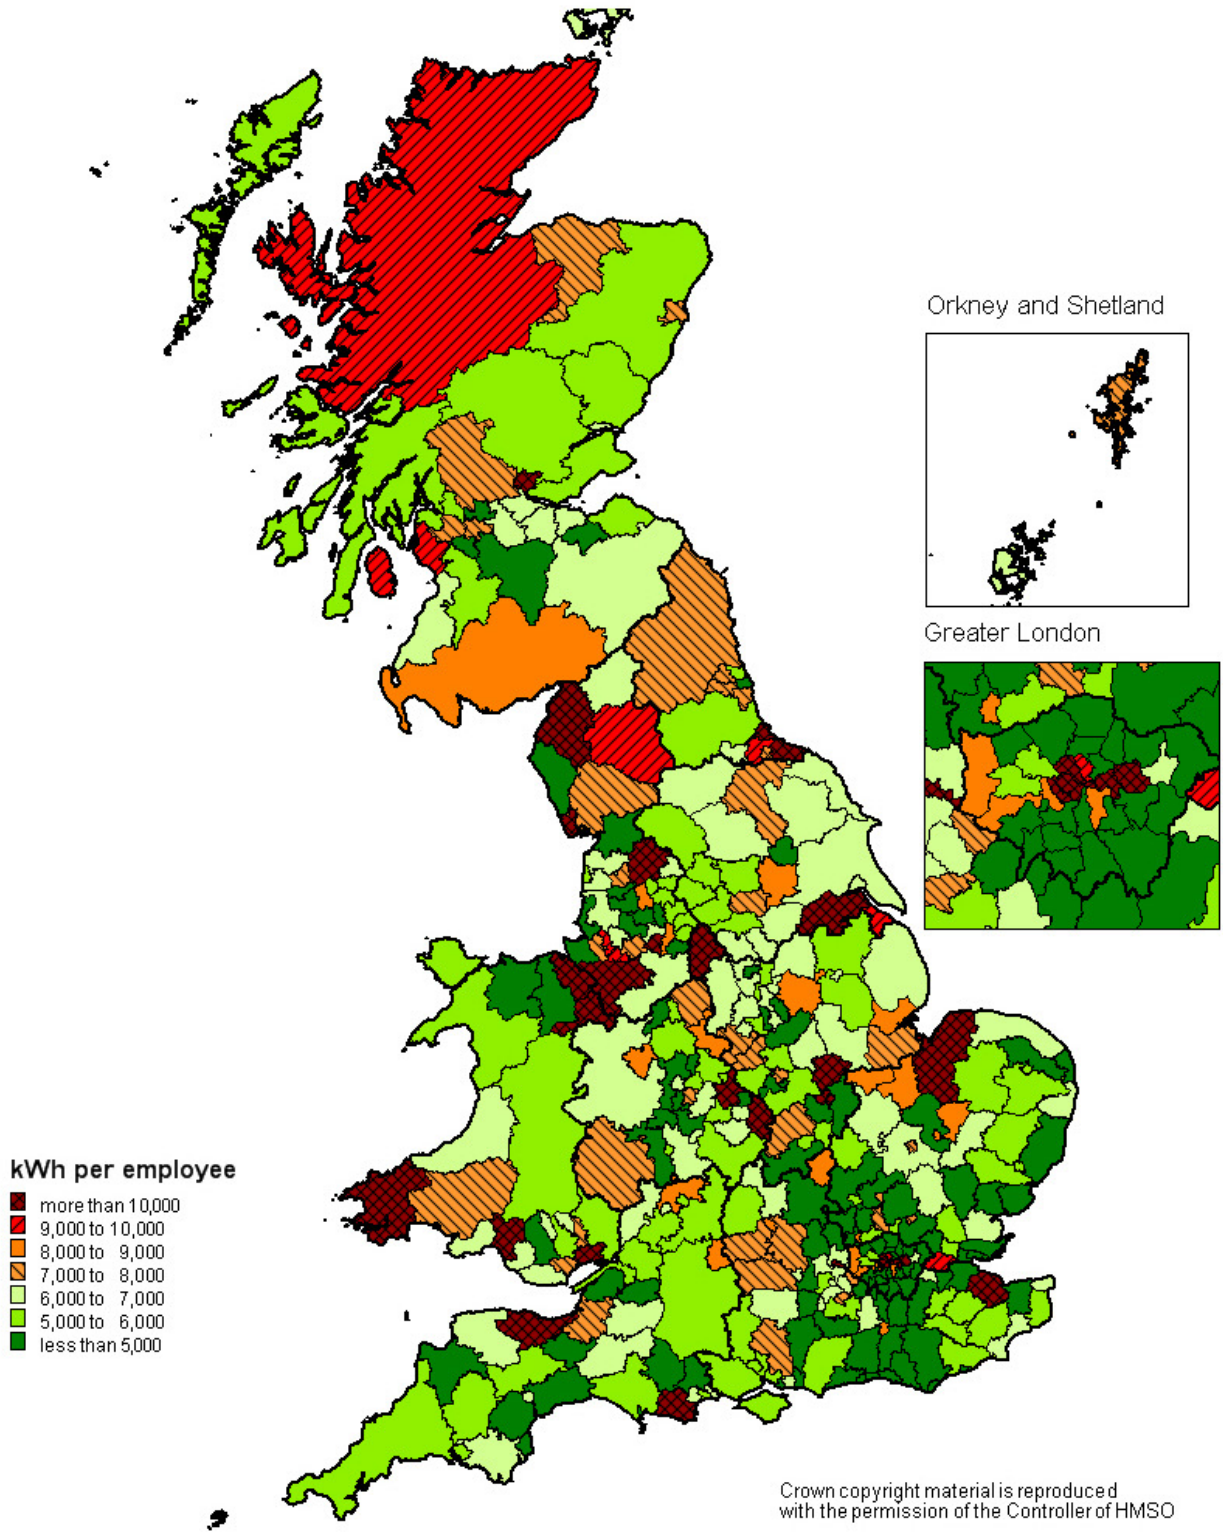 Orkney and Shetland
Greater London
kWh per employee
more than 10,000
9,000 to 10,000
8,000 to 9,000
7,000 to 8,000
6,000 to 7,000
5,000 to 6,000
less than 5,000
Crown copyright material is reproduced
with the permission of the Controller of HMSO